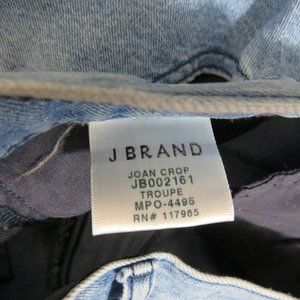 J BRAND
JOAN CROP
JB002161
TROUPE
MPO-4495
RN# 117965